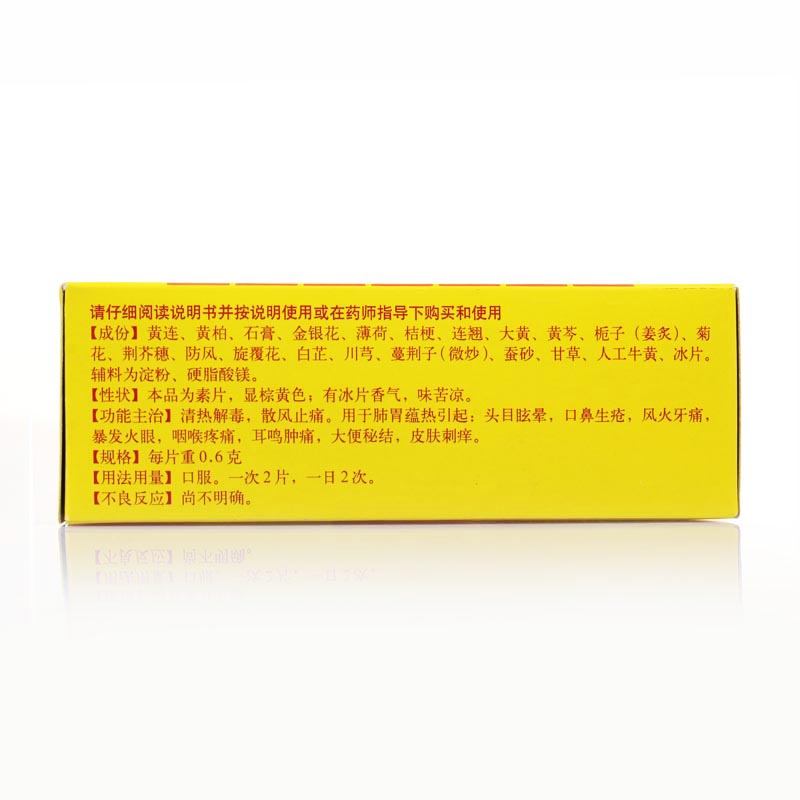 请仔细阅读说明书并按说明使用或在药师指导下购买和使用
【成份】黄连、黄柏、石膏、金银花、薄荷、桔梗、连翘、大黄、黄芩、栀子（姜炙）、菊
花、荆芥穗、防风、旋覆花、白芷、川芎、蔓荆子（微炒）、蚕砂、甘草、人工牛黄、冰片。
辅料为淀粉、硬脂酸镁。
【性状】本品为素片，显棕黄色；有冰片香气，味苦凉。
【功能主治】清热解毒，散风止痛。用于肺胃蕴热引起；头目眩晕，口鼻生疮，风火牙痛，
暴发火眼，咽喉疼痛，耳鸣肿痛，大便秘结，皮肤刺痒。
【规格】每片重0.6克
【用法用量】口服。一次2片，一日2次。
【不良反应】尚不明确。